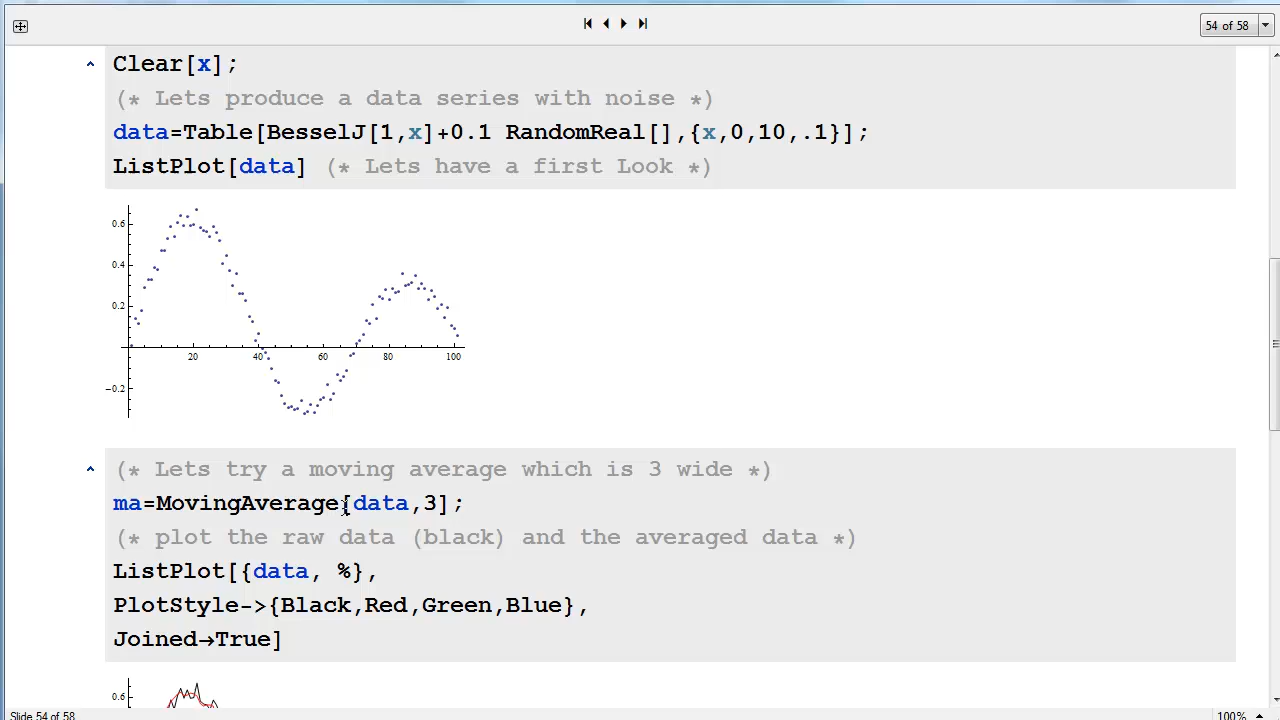 54 of 58
Clear[x];
(* Lets produce a data series with noise *)
data=Table[BesselJ[1,x]+0.1 RandomReal[],{x,0,10,.1}];
ListPlot[data] (* Lets have a first Look *)
0.6
0.4
0.2
20 40 60 80 100
-0.2
(* Lets try a moving average which is 3 wide *)
ma=MovingAverage[data,3];
(* plot the raw data (black) and the averaged data *)
ListPlot[{data, %},
PlotStyle->{Black,Red,Green,Blue},
Joined→True]
0.6
Slide 54 of 58
100%